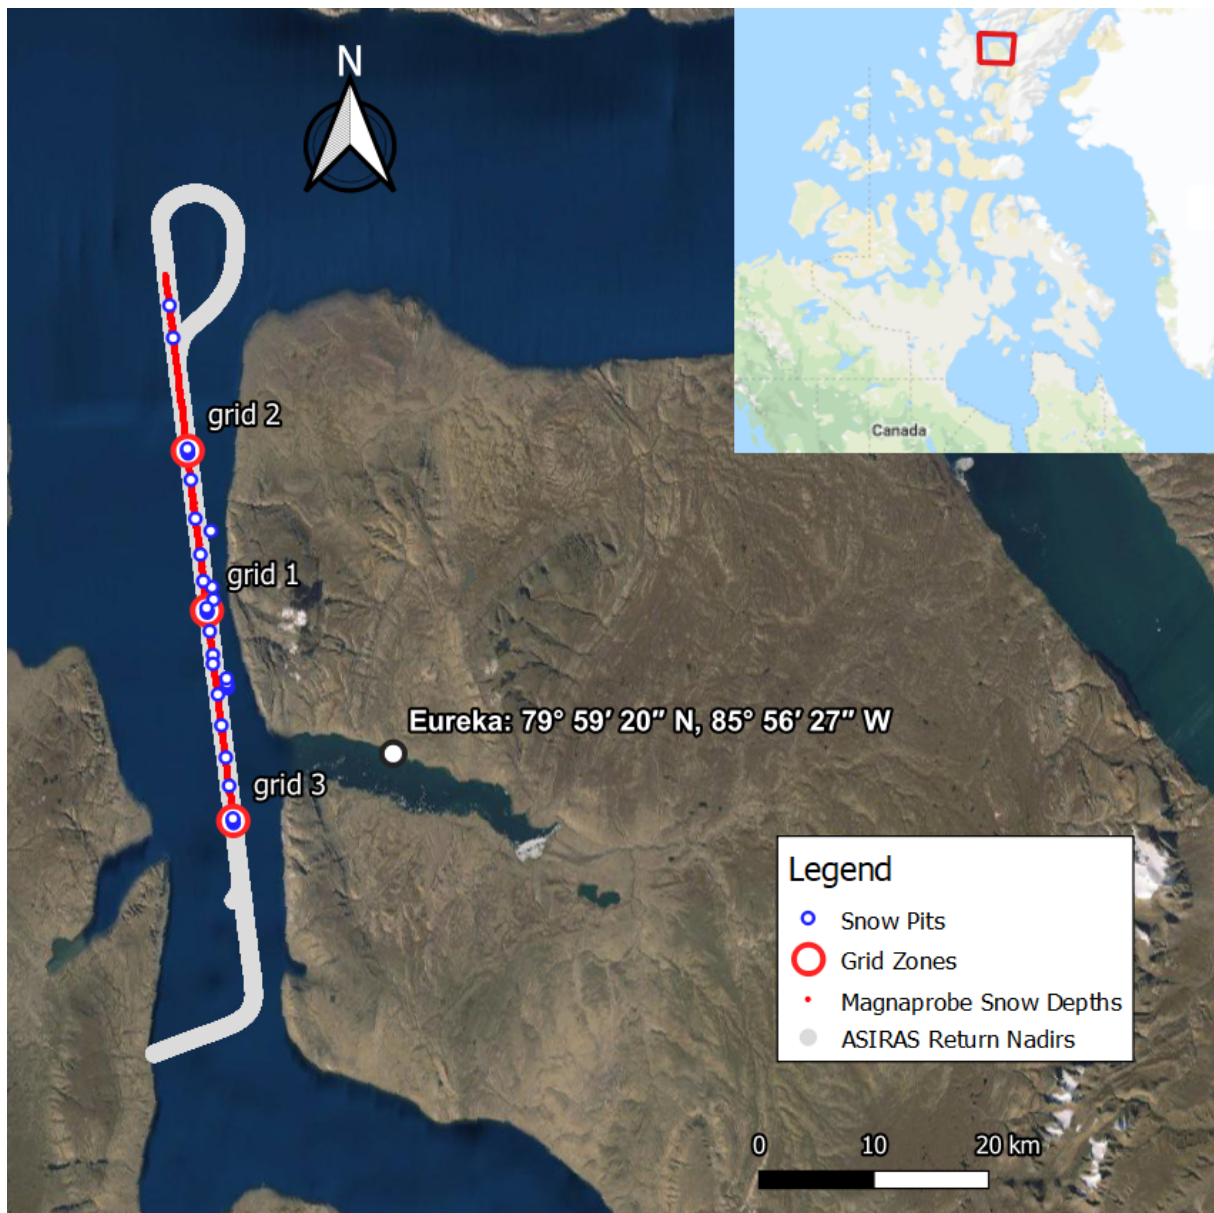 N
Canada
grid 2
grid 1
Eureka: 79° 59′ 20″ N, 85° 56′ 27″ W
grid 3
Legend
Snow Pits
Grid Zones
Magnaprobe Snow Depths
ASIRAS Return Nadirs
0 10 20 km